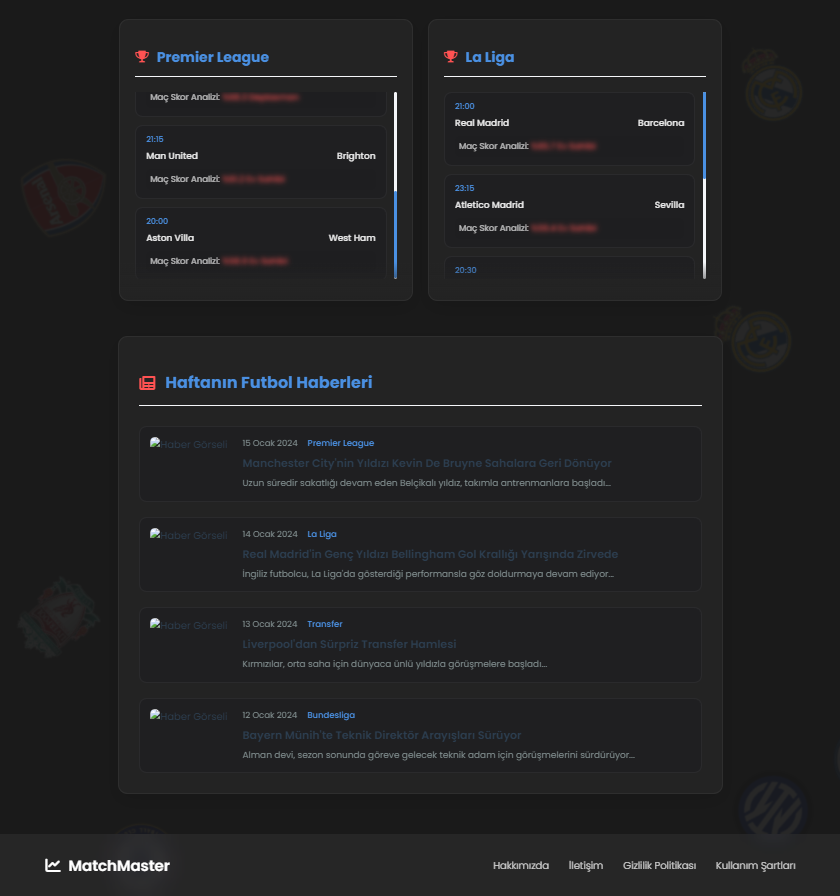 Premier League
Maç Skor Analizi:
21:15
Man United Brighton
Maç Skor Analizi:
20:00
Aston Villa West Ham
Maç Skor Analizi:
La Liga
21:00
Real Madrid Barcelona
Maç Skor Analizi:
23:15
Atletico Madrid Sevilla
Maç Skor Analizi:
20:30
Haftanın Futbol Haberleri
Haber Görseli
15 Ocak 2024 Premier League
Manchester City'nin Yıldızı Kevin De Bruyne Sahalara Geri Dönüyor
Uzun süredir sakatlığı devam eden Belçikalı yıldız, takımla antrenmanlara başladı...
Haber Görseli
14 Ocak 2024 La Liga
Real Madrid'in Genç Yıldızı Bellingham Gol Krallığı Yarışında Zirvede
İngiliz futbolcu, La Liga'da gösterdiği performansla göz doldurmaya devam ediyor...
Haber Görseli
13 Ocak 2024 Transfer
Liverpool'dan Sürpriz Transfer Hamlesi
Kırmızılar, orta saha için dünyaca ünlü yıldızla görüşmelere başladı...
Haber Görseli
12 Ocak 2024 Bundesliga
Bayern Münih'te Teknik Direktör Arayışları Sürüyor
Alman devi, sezon sonunda göreve gelecek teknik adam için görüşmelerini sürdürüyor...
Arsenal
MatchMaster
Hakkımızda İletişim Gizlilik Politikası Kullanım Şartları